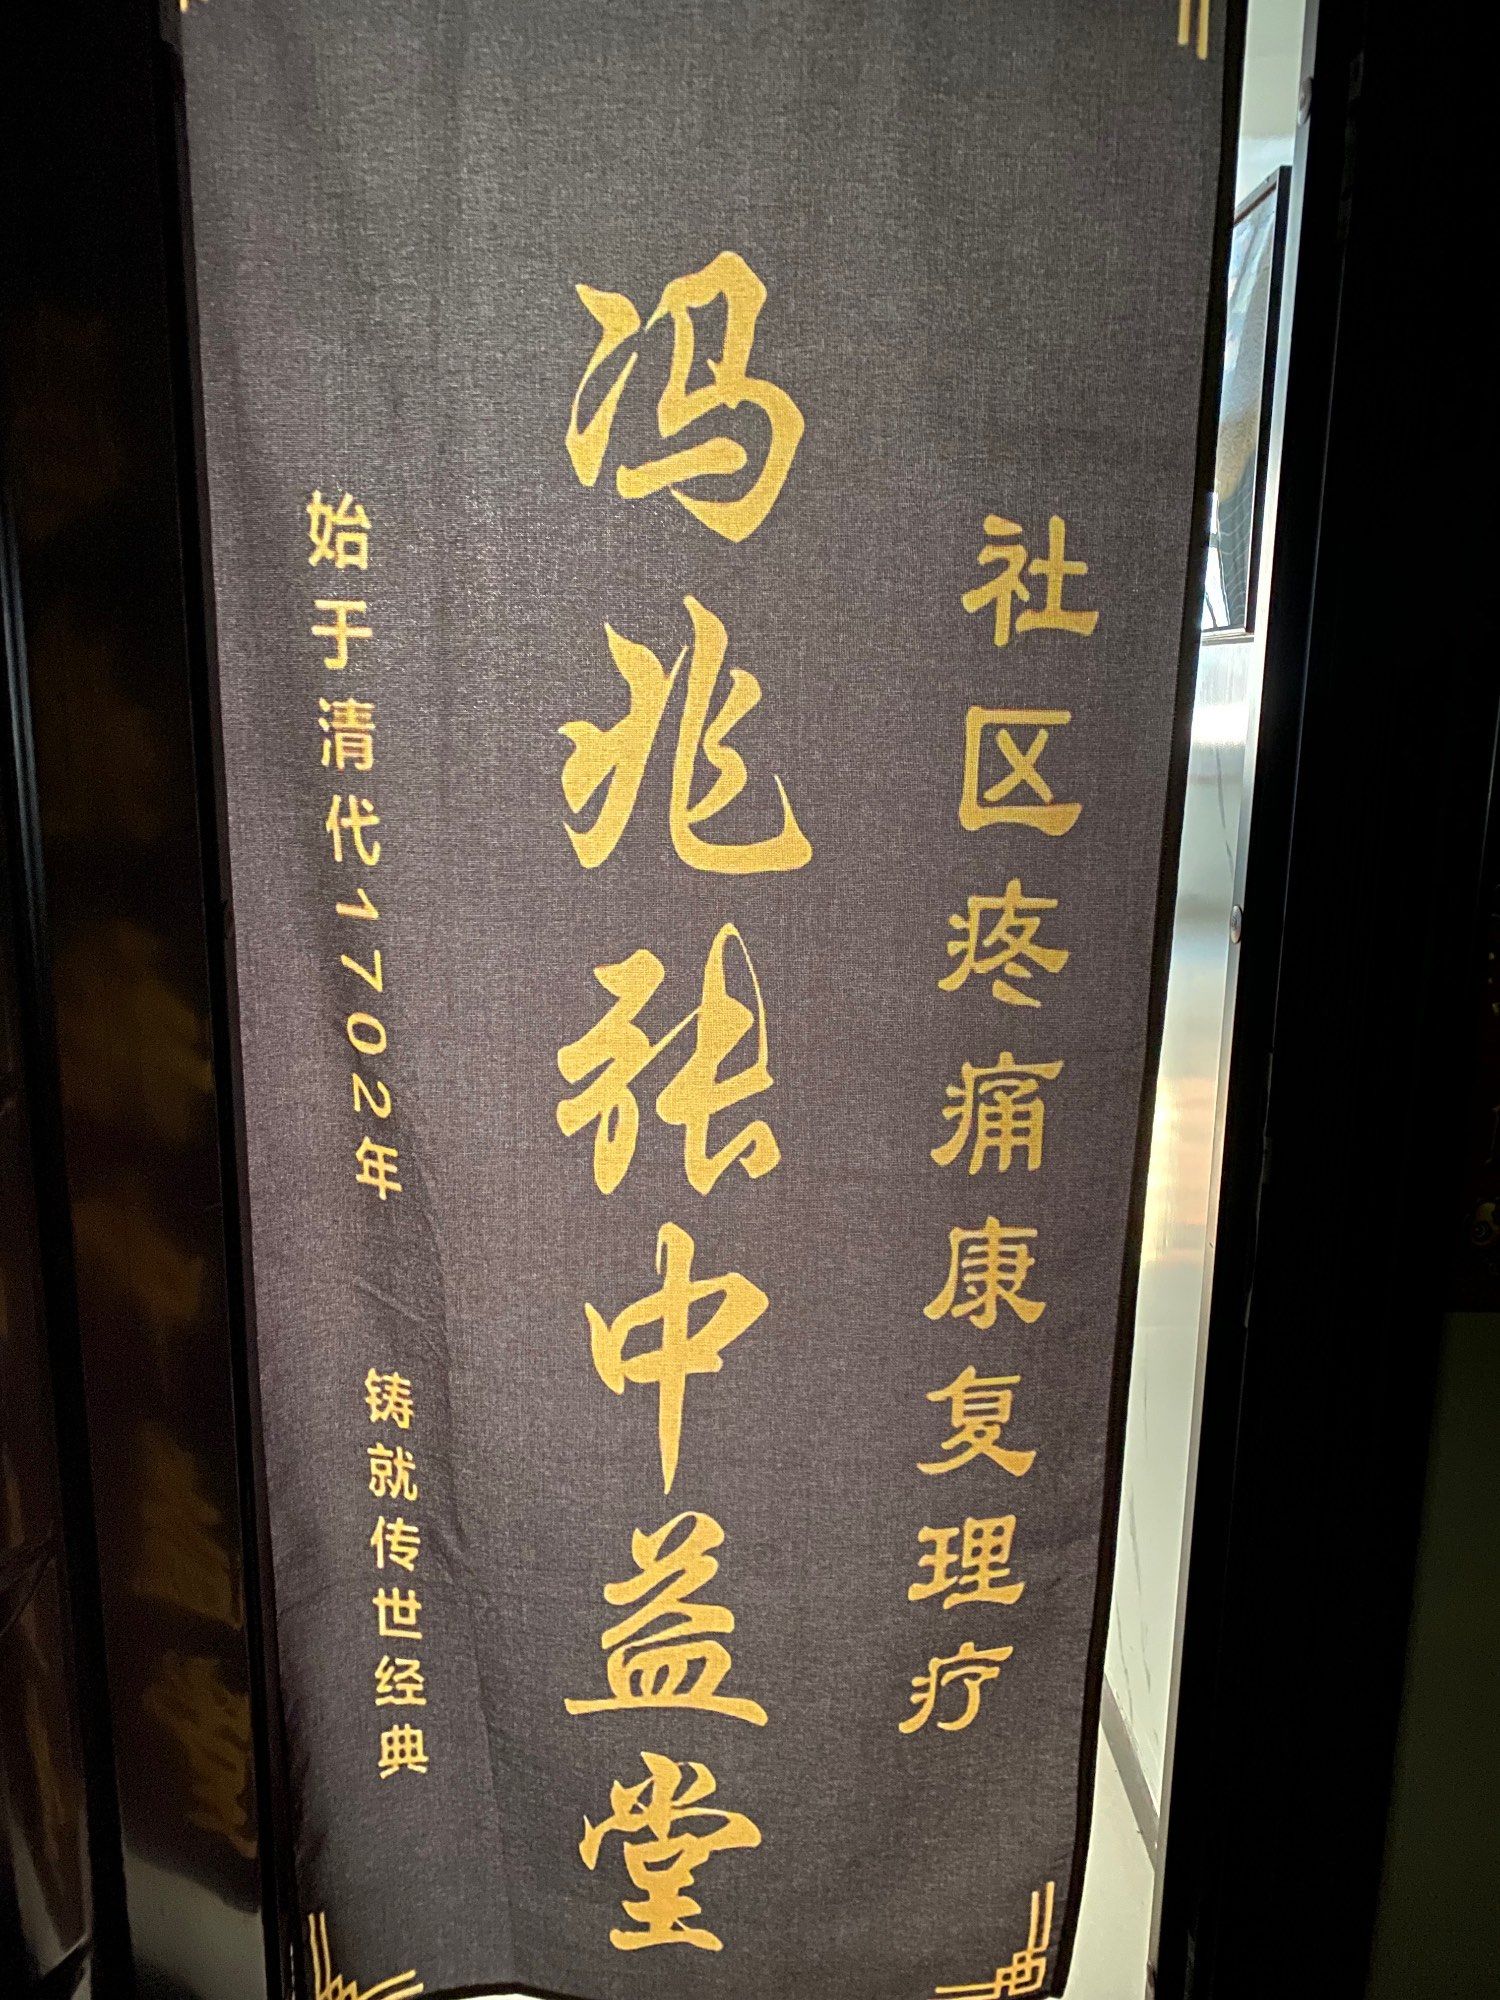 社区疼痛康复理疗
冯兆张中益堂
始于清代1702年 铸就传世经典